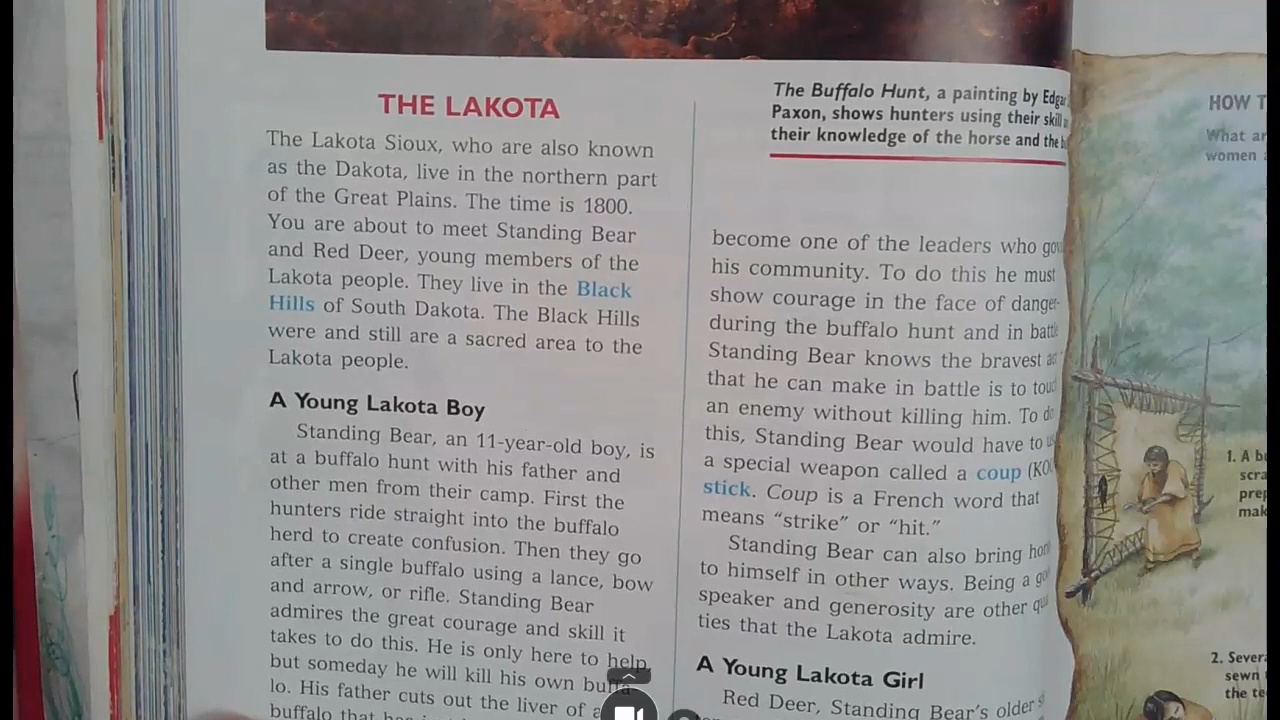 THE LAKOTA
The Lakota Sioux, who are also known
as the Dakota, live in the northern part
of the Great Plains. The time is 1800.
You are about to meet Standing Bear
and Red Deer, young members of the
Lakota people. They live in the Black
Hills of South Dakota. The Black Hills
were and still are a sacred area to the
Lakota people.
A Young Lakota Boy
Standing Bear, an 11-year-old boy, is
at a buffalo hunt with his father and
other men from their camp. First the
hunters ride straight into the buffalo
herd to create confusion. Then they go
after a single buffalo using a lance, bow
and arrow, or rifle. Standing Bear
admires the great courage and skill it
takes to do this. He is only here to help,
but someday he will kill his own buffa-
lo. His father cuts out the liver of a
buffalo that
The Buffalo Hunt, a painting by Edgar
Paxon, shows hunters using their skill
their knowledge of the horse and the
become one of the leaders who
his community. To do this he must
show courage in the face of danger–
during the buffalo hunt and in
Standing Bear knows the bravest
that he can make in battle is to
an enemy without killing him. To
this, Standing Bear would have to
a special weapon called a coup
stick. Coup is a French word that
means “strike” or “hit.”
Standing Bear can also bring
to himself in other ways. Being a
speaker and generosity are other
ties that the Lakota admire.
A Young Lakota Girl
Red Deer, Standing Bear's older
HOW
What
women
1. A
2.
sewn
the